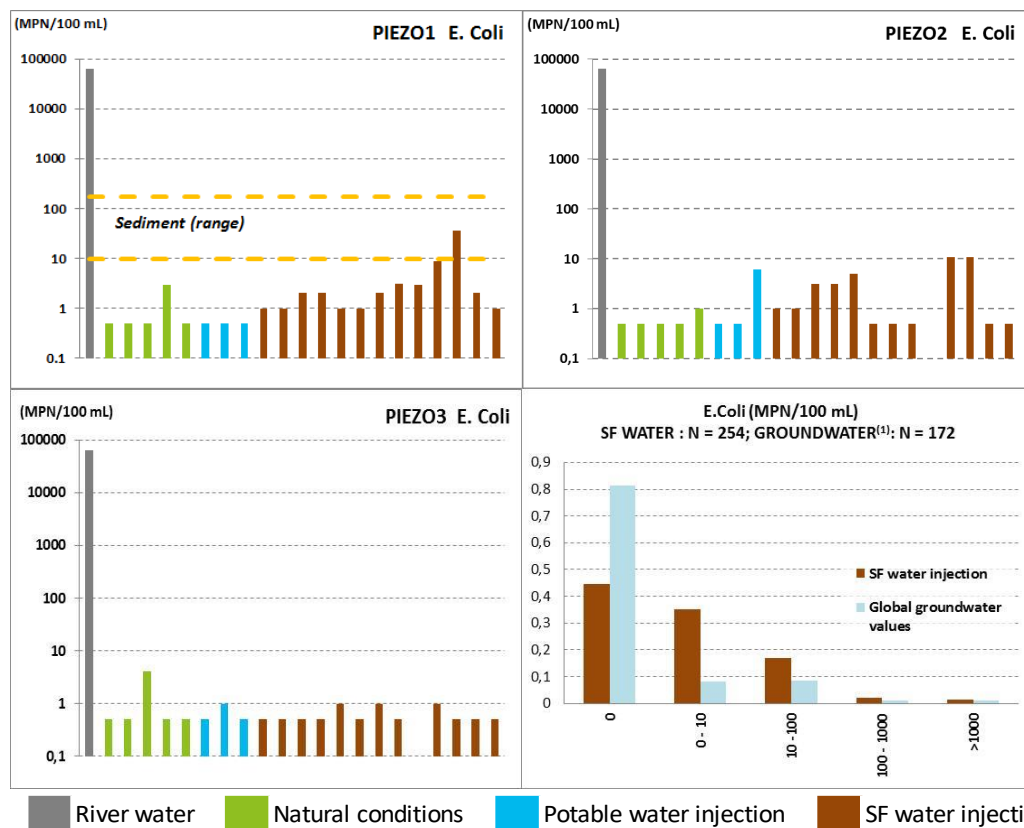 (MPN/100 mL)
PIEZO1 E. Coli
100000
10000
1000
100
10
1
0.1
Sediment (range)
(MPN/100 mL)
PIEZO2 E. Coli
100000
10000
1000
100
10
1
0,1
(MPN/100 mL)
PIEZO3 E. Coli
100000
10000
1000
100
10
1
0,1
E.Coli (MPN/100 mL)
SF WATER : N = 254; GROUNDWATER(1): N = 172
0,9
0,8
0,7
0,6
0,5
0,4
0,3
0,2
0,1
0
SF water injection
Global groundwater
values
0
0 - 10
10 -100
100 - 1000
>1000
River water
Natural conditions
Potable water injection
SF water injecti